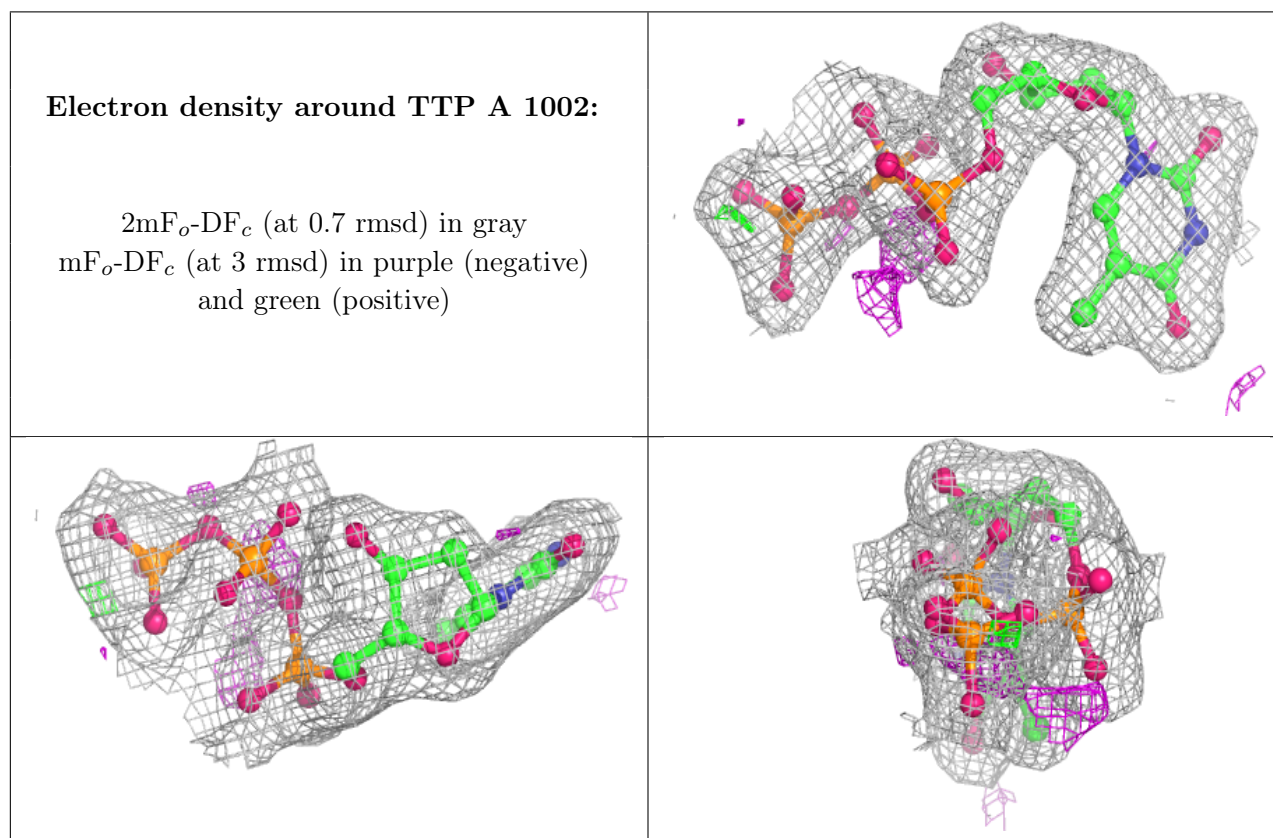 Electron density around TTP A 1002:
2mFₒ-DF𝒸 (at 0.7 rmsd) in gray
mFₒ-DF𝒸 (at 3 rmsd) in purple (negative)
and green (positive)